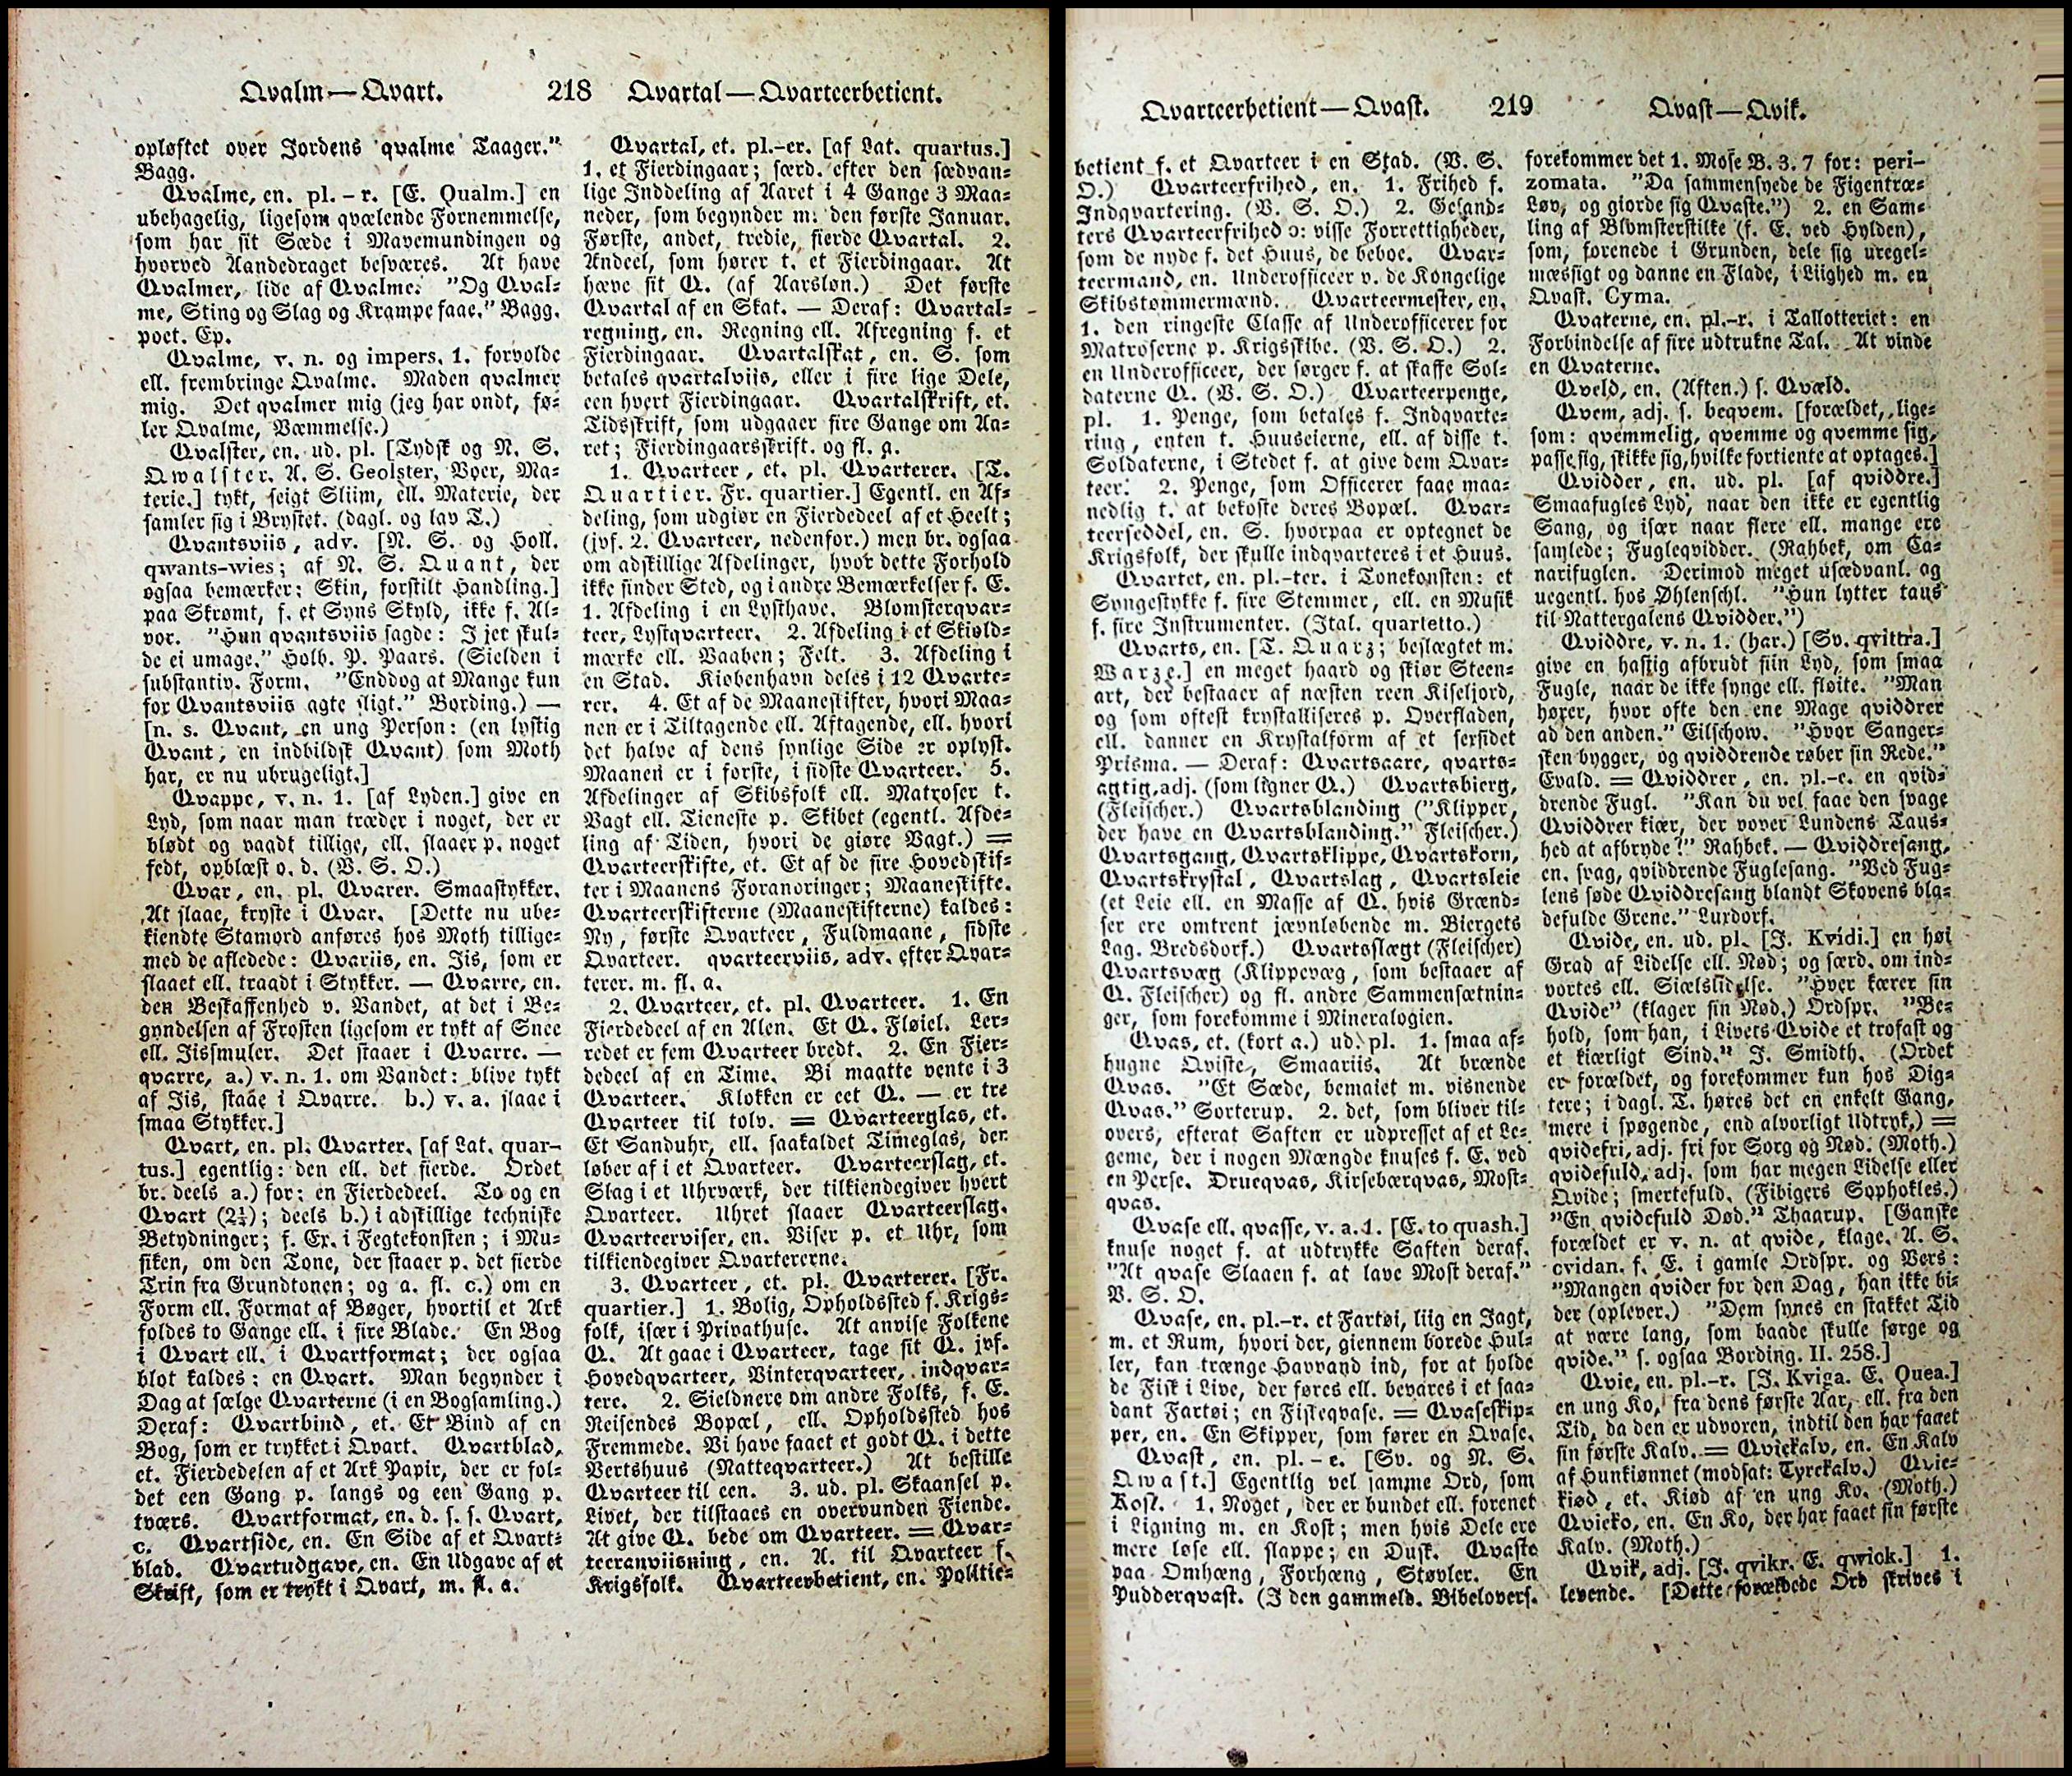 Qvalm — Qvart. 218 Qvartal — Qvarteerbetient.
opløftet over Jordens qvalme Taager."
Bagg.
Qvalme, en. pl. - r. [E. Qualm.] en
ubehagelig, ligesom qvælende Fornemmelse,
som har sit Sæde i Mavemundingen og
hvorved Aandedraget besværes. At have
Qvalmer, lide af Qvalme. "Og Qval-
me, Sting og Slag og Krampe faae." Bagg.
poet. Ep.
Qvalme, v. n. og impers. 1. forvolde
ell. frembringe Qvalme. Maden qvalmer
mig. Det qvalmer mig (jeg har ondt, fø-
ler Qvalme, Væmmelse.)
Qvalster, en. ud. pl. [Tydsk og N. S.
Qwalster. A. S. Geolster, Voer, Ma-
terie.] tykt, seigt Sliim, ell. Materie, der
samler sig i Brystet. (dagl. og lav T.)
Qvantsviis, adv. [N. S. og Holl.
qwants-wies; af N. S. Quant, der
ogsaa bemærker: Skin, forstilt Handling.]
paa Skrømt, f. et Syns Skyld, ikke f. Al-
vor. "Hun qvantsviis sagde: I jet skul-
de ei umage." Holb. P. Paars. (Sielden i
substantiv. Form. "Enddog at Mange kun
for Qvantsviis agte sligt." Bording.) —
[n. s. Qvant, en ung Person: (en lystig
Qvant, en indbildsk Qvant) som Moth
har, er nu ubrugeligt.]
Qvappe, v. n. 1. [af Lyden.] give en
Lyd, som naar man træder i noget, der er
blødt og vaadt tillige, ell. slaaer p. noget
fedt, opblæst o. d. (V. S. O.)
Qvar, en. pl. Qvarer. Smaastykker.
At slaae, kryste i Qvar. [Dette nu ube-
kiendte Stamord anføres hos Moth tillige-
med de afledede: Qvariis, en. Jis, som er
slaaet ell. traadt i Stykker. — Qvarre, en.
den Beskaffenhed v. Vandet, at det i Be-
gyndelsen af Frosten ligesom er tykt af Snee
ell. Jissmuler. Det staaer i Qvarre. —
qvarre, a.) v. n. 1. om Vandet: blive tykt
af Jis, staae i Qvarre. b.) v. a. slaae i
smaa Stykker.]
Qvart, en. pl. Qvarter. [af Lat. quar-
tus.] egentlig: den ell. det fierde. Ordet
br. deels a.) for: en Fierdedeel. To og en
Qvart (2¼); deels b.) i adskillige techniske
Betydninger; f. Ex. i Fegtekonsten; i Mu-
siken, om den Tone, der staaer p. det fierde
Trin fra Grundtonen; og a. fl. c.) om en
Form ell. Format af Bøger, hvortil et Ark
foldes to Gange ell. i fire Blade. En Bog
i Qvart ell. i Qvartformat; der ogsaa
blot kaldes: en Qvart. Man begynder i
Dag at sælge Qvarterne (i en Bogsamling.)
Deraf: Qvartbind, et. Et Bind af en
Bog, som er trykket i Qvart. Qvartblad,
et. Fierdedelen af et Ark Papir, der er fol-
det een Gang p. langs og een Gang p.
tværs. Qvartformat, en. d. s. s. Qvart,
c. Qvartside, en. En Side af et Qvart-
blad. Qvartudgave, en. En Udgave af et
Skrift, som er trykt i Qvart, m. fl. a.
Qvartal, et. pl.-er. [af Lat. quartus.]
1. et Fierdingaar; særd. efter den sædvan-
lige Inddeling af Aaret i 4 Gange 3 Maa-
neder, som begynder m. den første Januar.
Første, andet, tredie, fierde Qvartal. 2.
Andeel, som hører t. et Fierdingaar. At
hæve sit Q. (af Aarsløn.) Det første
Qvartal af en Skat. — Deraf: Qvartal-
regning, en. Regning ell. Afregning f. et
Fierdingaar. Qvartalskat, en. S. som
betales qvartalviis, eller i fire lige Dele,
een hvert Fierdingaar. Qvartalskrift, et.
Tidsskrift, som udgaaer fire Gange om Aa-
ret; Fierdingaarsskrift. og fl. a.
1. Qvarteer, et. pl. Qvarterer. [T.
Quartier. Fr. quartier.] Egentl. en Af-
deling, som udgiør en Fierdedeel af et Heelt;
(jvf. 2. Qvarteer, nedenfor.) men br. ogsaa
om adskillige Afdelinger, hvor dette Forhold
ikke finder Sted, og i andre Bemærkelser f. E.
1. Afdeling i en Lysthave. Blomsterqvar-
teer, Lystqvarteer. 2. Afdeling i et Skiold-
mærke ell. Vaaben; Felt. 3. Afdeling i
en Stad. Kiøbenhavn deles i 12 Qvarte-
rer. 4. Et af de Maaneskifter, hvori Maa-
nen er i Tiltagende ell. Aftagende, ell. hvori
det halve af dens synlige Side er oplyst.
Maanen er i første, i sidste Qvarteer. 5.
Afdelinger af Skibsfolk ell. Matroser t.
Vagt ell. Tieneste p. Skibet (egentl. Afde-
ling af Tiden, hvori de giøre Vagt.) =
Qvarteerskifte, et. Et af de fire Hovedskif-
ter i Maanens Forandringer; Maaneskifte.
Qvarteerskifterne (Maaneskifterne) kaldes:
Ny, første Qvarteer, Fuldmaane, sidste
Qvarteer. qvarteerviis, adv. efter Qvar-
terer. m. fl. a.
2. Qvarteer, et. pl. Qvarteer. 1. En
Fierdedeel af en Alen. Et Q. Fløiel. Ler-
redet er fem Qvarteer bredt. 2. En Fier-
dedeel af en Time. Vi maatte vente i 3
Qvarteer. Klokken er eet Q. — er tre
Qvarteer til tolv. = Qvarteerglas, et.
Et Sanduhr, ell. saakaldet Timeglas, der
løber af i et Qvarteer. Qvarteerslag, et.
Slag i et Uhrværk, der tilkiendegiver hvert
Qvarteer. Uhret slaaer Qvarteerslag.
Qvarteerviser, en. Viser p. et Uhr, som
tilkiendegiver Qvartererne.
3. Qvarteer, et. pl. Qvarterer. [Fr.
quartier.] 1. Bolig, Opholdssted f. Krigs-
folk, især i Privathuse. At anvise Folkene
Q. At gaae i Qvarteer, tage sit Q. jvf.
Hovedqvarteer, Vinterqvarteer, indqvar-
tere. 2. Sieldnere om andre Folks, f. E.
Reisendes Bopæl, ell. Opholdssted hos
Fremmede. Vi have faaet et godt Q. i dette
Vertshuus (Natteqvarteer.) At bestille
Qvarteer til een. 3. ud. pl. Skaansel p.
Livet, der tilstaaes en overvunden Fiende.
At give Q. bede om Qvarteer. = Qvar-
teeranviisning, en. A. til Qvarteer f.
Krigsfolk. Qvarteerbetient, en. Politie-
Qvarteerbetient — Qvast. 219 Qvast — Qvik.
betient f. et Qvarteer i en Stad. (V. S.
O.) Qvarteerfrihed, en. 1. Frihed f.
Indqvartering. (V. S. O.) 2. Gesand-
ters Qvarteerfrihed ɔ: visse Forrettigheder,
som de nyde f. det Huus, de beboe. Qvar-
teermand, en. Underofficeer v. de Kongelige
Skibstømmermænd. Qvarteermester, en.
1. den ringeste Classe af Underofficerer for
Matroserne p. Krigsskibe. (V. S. O.) 2.
en Underofficeer, der sørger f. at skaffe Sol-
daterne Q. (V. S. O.) Qvarteerpenge,
pl. 1. Penge, som betales f. Indqvarte-
ring, enten t. Huuseierne, ell. af disse t.
Soldaterne, i Stedet f. at give dem Qvar-
teer. 2. Penge, som Officerer faae maa-
nedlig t. at bekoste deres Bopæl. Qvar-
teerseddel, en. S. hvorpaa er optegnet de
Krigsfolk, der skulle indqvarteres i et Huus.
Qvartet, en. pl.-ter. i Tonekonsten: et
Syngestykke f. fire Stemmer, ell. en Musik
f. fire Instrumenter. (Ital. quartetto.)
Qvarts, en. [T. Quarz; beslægtet m.
Warze.] en meget haard og skiør Steen-
art, der bestaaer af næsten reen Kiseljord,
og som oftest krystalliseres p. Overfladen,
ell. danner en Krystalform af et sexsidet
Prisma. — Deraf: Qvartsaare, qvarts-
agtig, adj. (som ligner Q.) Qvartsbierg,
(Fleischer.) Qvartsblanding ("Klipper,
der have en Qvartsblanding." Fleischer.)
Qvartsgang, Qvartsklippe, Qvartskorn,
Qvartskrystal, Qvartslag, Qvartsleie
(et Leie ell. en Masse af Q. hvis Grænd-
ser ere omtrent jævnløbende m. Biergets
Lag. Bredsdorf.) Qvartsslægt (Fleischer)
Qvartsvæg (Klippevæg, som bestaaer af
Q. Fleischer) og fl. andre Sammensætnin-
ger, som forekomme i Mineralogien.
Qvas, et. (kort a.) ud. pl. 1. smaa af-
hugne Qviste, Smaariis. At brænde
Qvas. "Et Sæde, bemalet m. visnende
Qvas." Sorterup. 2. det, som bliver til-
overs, efterat Saften er udpresset af et Le-
geme, der i nogen Mængde knuses f. E. ved
en Perse. Drueqvas, Kirsebærqvas, Most-
qvas.
Qvase ell. qvasse, v. a. 1. [E. to quash.]
knuse noget f. at udtrykke Saften deraf.
"At qvase Slaaen f. at lave Most deraf."
V. S. O.
Qvase, en. pl.-r. et Fartøi, liig en Jagt,
m. et Rum, hvori der, giennem borede Hul-
ler, kan trænge Havvand ind, for at holde
de Fisk i Live, der føres ell. bevares i et saa-
dant Fartøi; en Fiskeqvase. = Qvaseskip-
per, en. En Skipper, som fører en Qvase.
Qvast, en. pl. - e. [Sv. og N. S.
Qwast.] Egentlig vel samme Ord, som
Kost. 1. Noget, der er bundet ell. forenet
i Ligning m. en Kost; men hvis Dele ere
mere løse ell. slappe; en Dusk. Qvaste
paa Omhæng, Forhæng, Støvler. En
Pudderqvast. (I den gammeld. Bibelovers.
forekommer det 1. Mose B. 3. 7 for: peri-
zomata. "Da sammensyede de Figentræ-
Løv, og giorde sig Qvaste.") 2. en Sam-
ling af Blomsterstilke (f. E. ved Hylden),
som, forenede i Grunden, dele sig uregel-
mæssigt og danne en Flade, i Liighed m. en
Qvast. Cyma.
Qvaterne, en. pl.-r. i Tallotteriet: en
Forbindelse af fire udtrukne Tal. At vinde
en Qvaterne.
Qveld, en. (Aften.) s. Qvæld.
Qvem, adj. s. beqvem. [forældet, lige-
som: qvemmelig, qvemme og qvemme sig,
passe sig, skikke sig, hvilke fortiente at optages.]
Qvidder, en. ud. pl. [af qviddre.]
Smaafugles Lyd, naar den ikke er egentlig
Sang, og især naar flere ell. mange ere
samlede; Fugleqvidder. (Rahbek, om Ca-
narifuglen. Derimod meget usædvanl. og
uegentl. hos Øhlenschl. "Hun lytter taus
til Nattergalens Qvidder.")
Qviddre, v. n. 1. (har.) [Sv. qvittra.]
give en hastig afbrudt fiin Lyd, som smaa
Fugle, naar de ikke synge ell. fløite. "Man
hører, hvor ofte den ene Mage qviddrer
ad den anden." Eilschow. "Hvor Sanger-
sken bygger, og qviddrende røber sin Rede."
Evald. = Qviddrer, en. pl.-e. en qvid-
drende Fugl. "Kan du vel faae den svage
Qviddrer kiær, der vover Lundens Taus-
hed at afbryde?" Rahbek. — Qviddresang,
en. svag, qviddrende Fuglesang. "Ved Fug-
lens søde Qviddresang blandt Skovens bla-
defulde Grene." Luxdorf.
Qvide, en. ud. pl. [J. Kvidi.] en høi
Grad af Lidelse ell. Nød; og særd. om ind-
vortes ell. Siælslidelse. "Hver kærer sin
Qvide" (klager sin Nød.) Ordspr. "Be-
hold, som han, i Livets Qvide et trofast og
et kiærligt Sind." J. Smidth. (Ordet
er forældet, og forekommer kun hos Dig-
tere; i dagl. T. høres det en enkelt Gang,
mere i spøgende, end alvorligt Udtryk.) =
qvidefri, adj. fri for Sorg og Nød. (Moth.)
qvidefuld, adj. som har megen Lidelse eller
Qvide; smertefuld. (Fibigers Sophokles.)
"En qvidefuld Død." Thaarup. [Ganske
forældet er v. n. at qvide, klage. A. S.
cvidan. f. E. i gamle Ordspr. og Vers:
"Mangen qvider for den Dag, han ikke bi-
der (oplever.) "Dem synes en stakket Tid
at være lang, som baade skulle sørge og
qvide." s. ogsaa Bording. II. 258.]
Qvie, en. pl.-r. [J. Kviga. E. Quea.]
en ung Ko, fra dens første Aar, ell. fra den
Tid, da den er udvoren, indtil den har faaet
sin første Kalv. = Qviekalv, en. En Kalv
af Hunkiønnet (modsat: Tyrekalv.) Qvie-
kiød, et. Kiød af en ung Ko. (Moth.)
Qvieko, en. En Ko, der har faaet sin første
Kalv. (Moth.)
Qvik, adj. [J. qvikr. E. qwick.] 1.
levende. [Dette forældede Ord skrives i